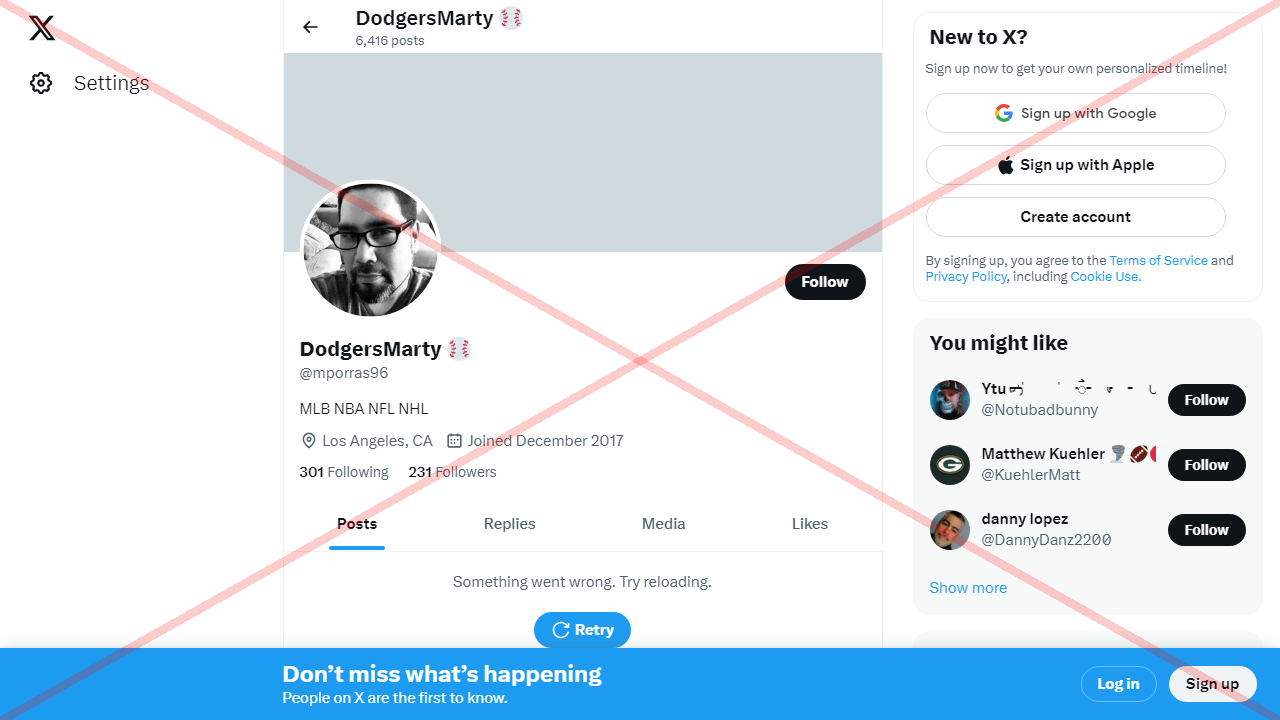 DodgersMarty ⚾
6,416 posts
Settings
DodgersMarty ⚾
@mporras96
Follow
MLB NBA NFL NHL
Los Angeles, CA Joined December 2017
301 Following 231 Followers
Posts Replies Media Likes
Something went wrong. Try reloading.
Retry
New to X?
Sign up now to get your own personalized timeline!
Sign up with Google
Sign up with Apple
Create account
By signing up, you agree to the Terms of Service and
Privacy Policy, including Cookie Use.
You might like
Ytu
@Notubadbunny
Follow
Matthew Kuehler 🌪️🏈
@KuehlerMatt
Follow
danny lopez
@DannyDanz2200
Follow
Show more
Don’t miss what’s happening
People on X are the first to know.
Log in
Sign up